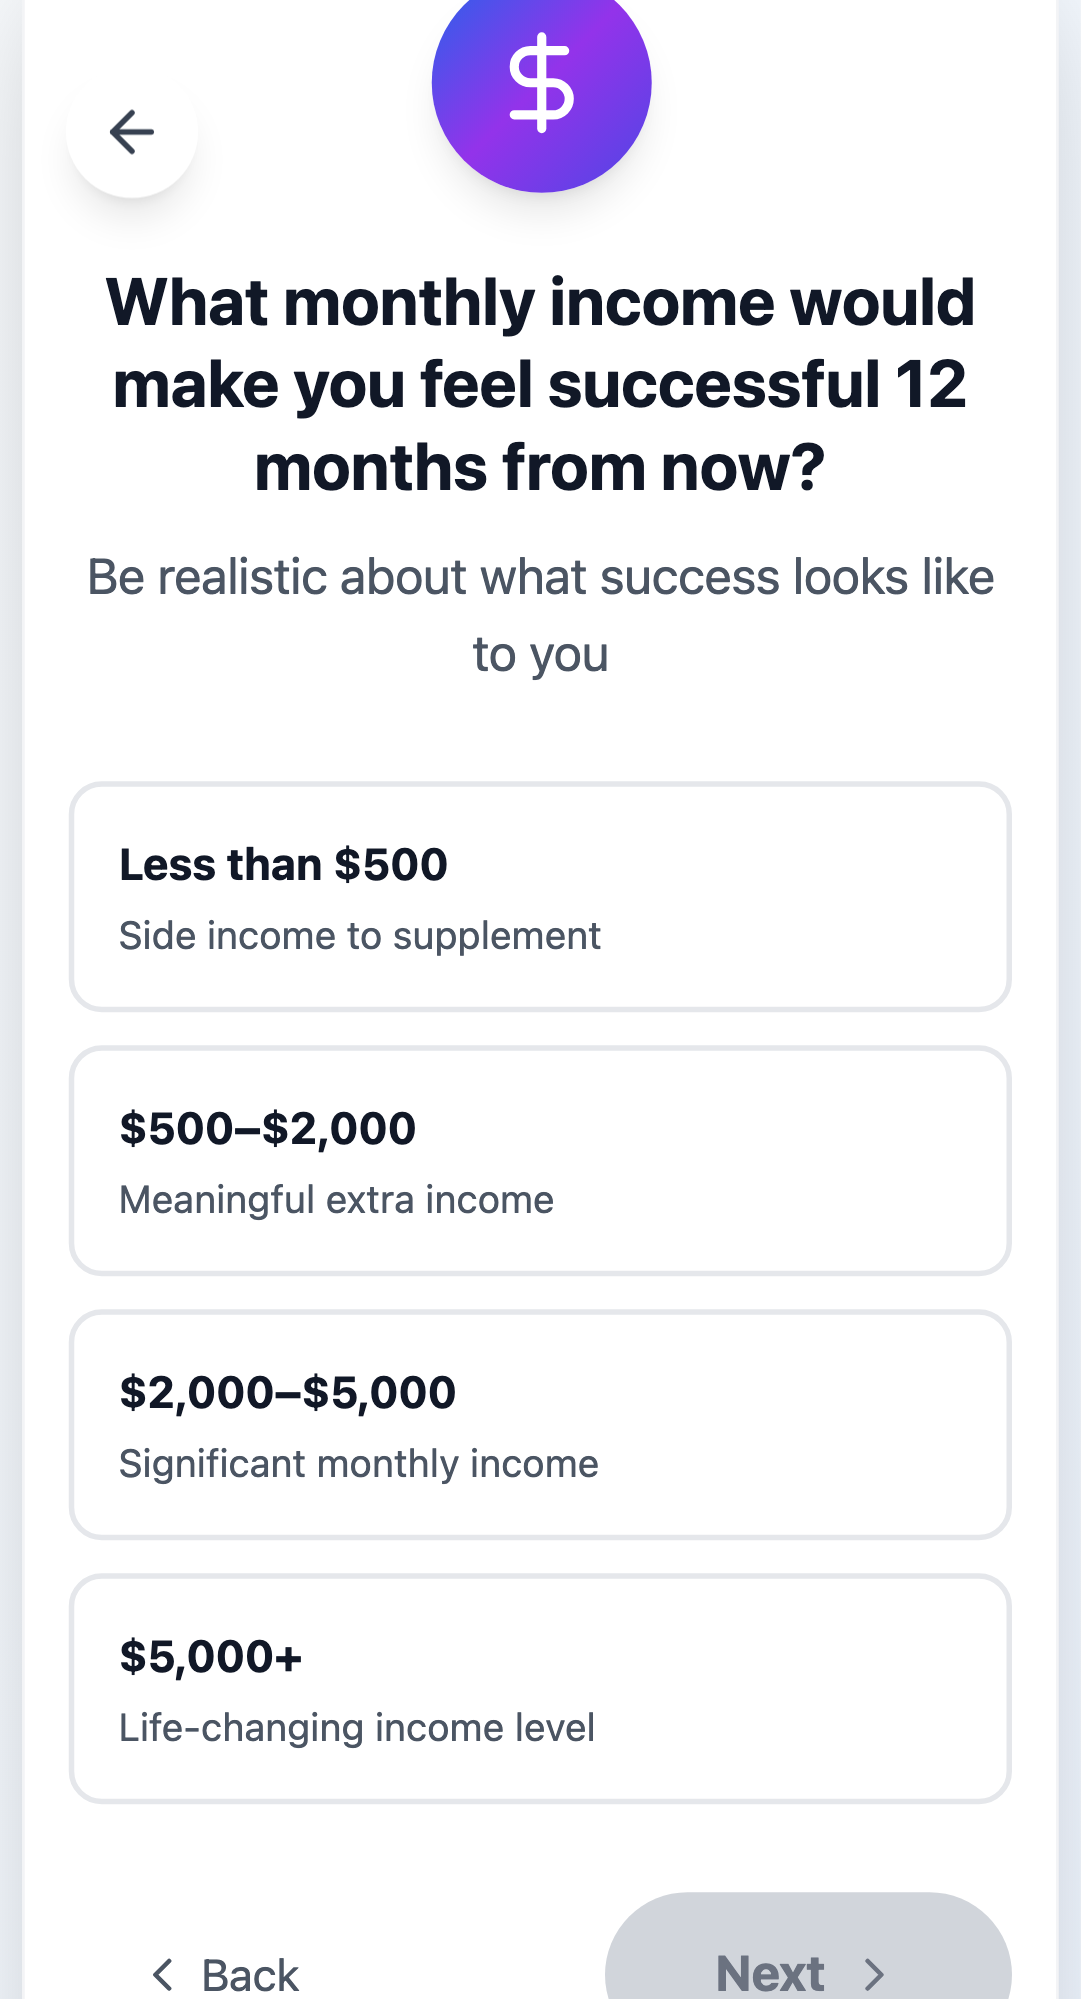 $
What monthly income would
make you feel successful 12
months from now?
Be realistic about what success looks like
to you
Less than $500
Side income to supplement
$500–$2,000
Meaningful extra income
$2,000–$5,000
Significant monthly income
$5,000+
Life-changing income level
Back
Next